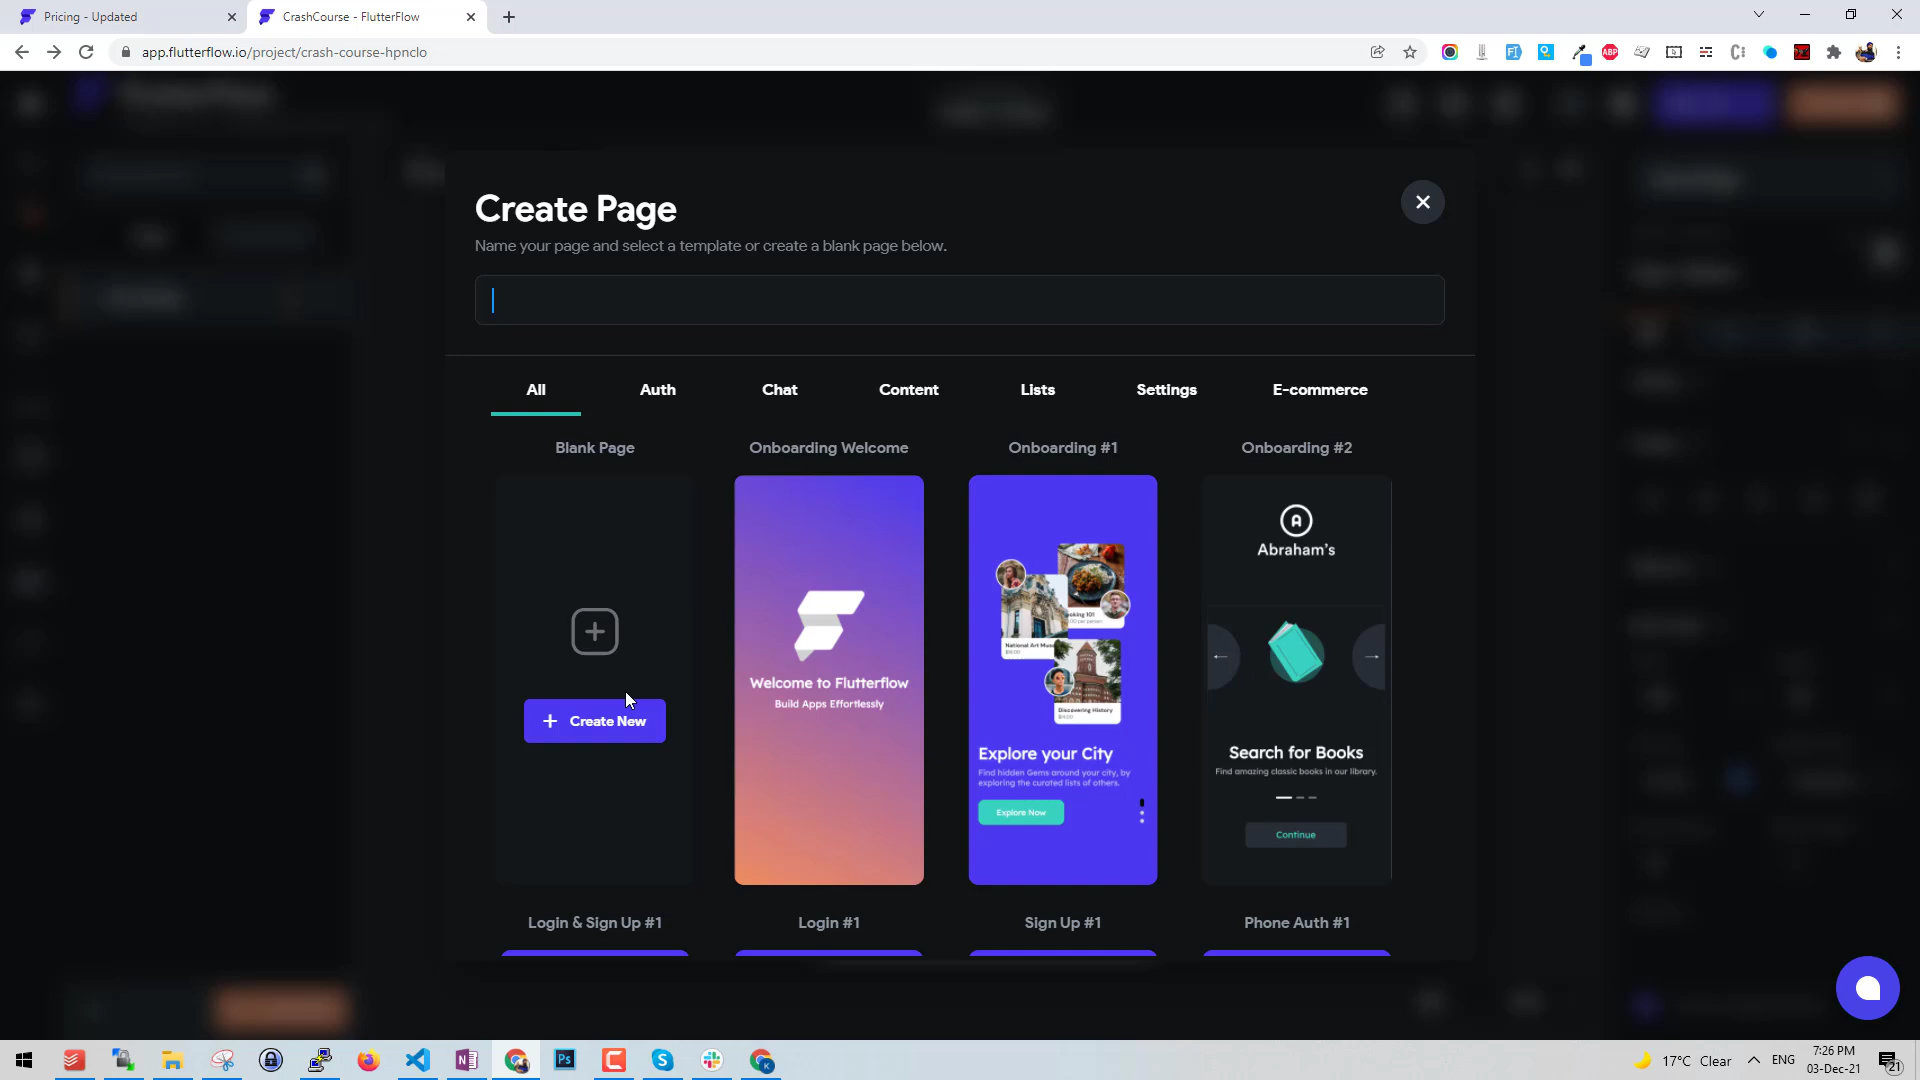 Pricing - Updated
CrashCourse - FlutterFlow
app.flutterflow.io/project/crash-course-hpnclo
Create Page
Name your page and select a template or create a blank page below.
All
Auth
Chat
Content
Lists
Settings
E-commerce
Blank Page
Onboarding Welcome
Onboarding #1
Onboarding #2
+ Create New
Welcome to Flutterflow
Build Apps Effortlessly
National Art
Discovering History
Explore your City
Find hidden Gems around your city, by
exploring the curated lists of others.
Explore Now
Abraham's
Search for Books
Find amazing classic books in our library.
Continue
Login & Sign Up #1
Login #1
Sign Up #1
Phone Auth #1
17°C Clear
ENG
7:26 PM
03-Dec-21
21